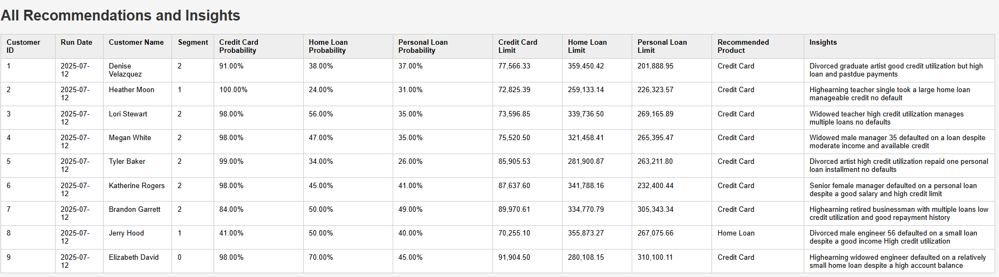 All Recommendations and Insights
Customer ID | Run Date | Customer Name | Segment | Credit Card Probability | Home Loan Probability | Personal Loan Probability | Credit Card Limit | Home Loan Limit | Personal Loan Limit | Recommended Product | Insights
1 | 2025-07-12 | Denise Velazquez | 2 | 91.00% | 38.00% | 37.00% | 77,566.33 | 359,450.42 | 201,888.95 | Credit Card | Divorced graduate artist good credit utilization but high loan and pastdue payments
2 | 2025-07-12 | Heather Moon | 1 | 100.00% | 24.00% | 31.00% | 72,825.39 | 259,133.14 | 226,323.57 | Credit Card | Highearning teacher single took a large home loan manageable credit no default
3 | 2025-07-12 | Lori Stewart | 2 | 98.00% | 56.00% | 35.00% | 73,596.85 | 339,736.50 | 269,165.89 | Credit Card | Widowed teacher high credit utilization manages multiple loans no defaults
4 | 2025-07-12 | Megan White | 2 | 98.00% | 47.00% | 35.00% | 75,520.50 | 321,458.41 | 265,395.47 | Credit Card | Widowed male manager 35 defaulted on a loan despite moderate income and available credit
5 | 2025-07-12 | Tyler Baker | 2 | 99.00% | 34.00% | 26.00% | 85,905.53 | 281,900.87 | 263,211.80 | Credit Card | Divorced artist high credit utilization repaid one personal loan installment no defaults
6 | 2025-07-12 | Katherine Rogers | 2 | 98.00% | 45.00% | 41.00% | 87,637.60 | 341,788.16 | 232,400.44 | Credit Card | Senior female manager defaulted on a personal loan despite a good salary and high credit limit
7 | 2025-07-12 | Brandon Garrett | 2 | 84.00% | 50.00% | 49.00% | 89,970.61 | 334,770.79 | 305,343.34 | Credit Card | Highearning retired businessman with multiple loans low credit utilization and good repayment history
8 | 2025-07-12 | Jerry Hood | 1 | 41.00% | 50.00% | 40.00% | 70,255.10 | 355,873.27 | 267,075.66 | Home Loan | Divorced male engineer 56 defaulted on a small loan despite a good income High credit utilization
9 | 2025-07-12 | Elizabeth David | 0 | 98.00% | 70.00% | 45.00% | 91,904.50 | 280,108.15 | 310,100.11 | Credit Card | Highearning widowed engineer defaulted on a relatively small home loan despite a high account balance